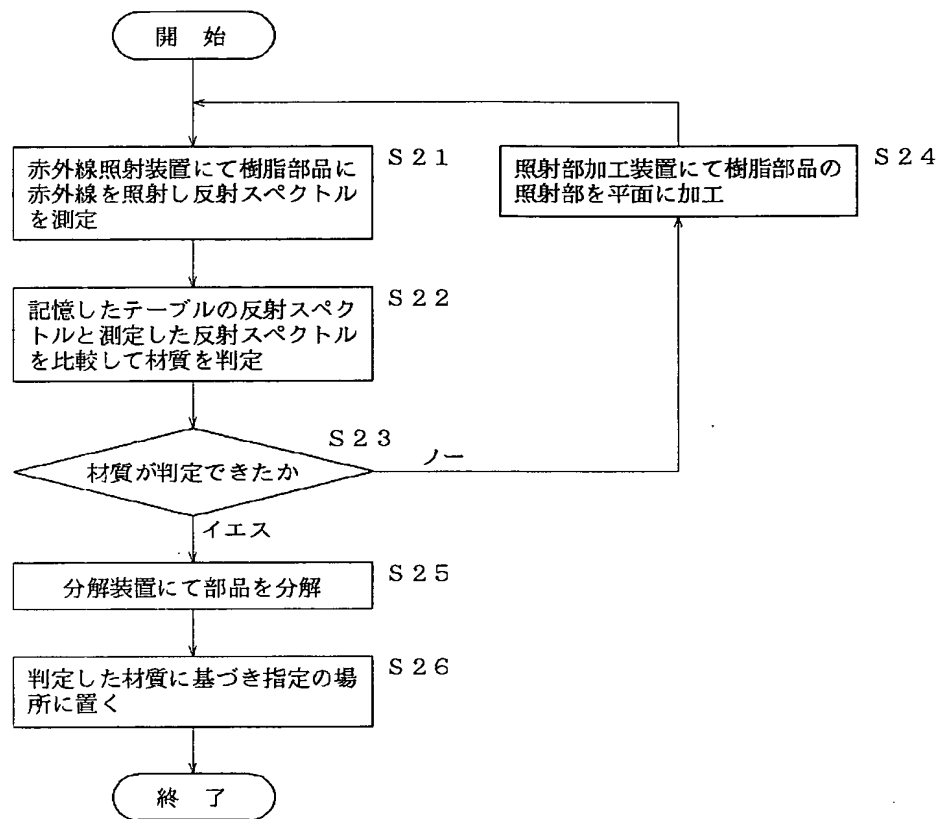 開 始
赤外線照射装置にて樹脂部品に
赤外線を照射し反射スペクトル
を測定
S21
照射部加工装置にて樹脂部品の
照射部を平面に加工
S24
記憶したテーブルの反射スペク
トルと測定した反射スペクトル
を比較して材質を判定
S22
材質が判定できたか
S23
ノー
イエス
分解装置にて部品を分解
S25
判定した材質に基づき指定の場
所に置く
S26
終 了